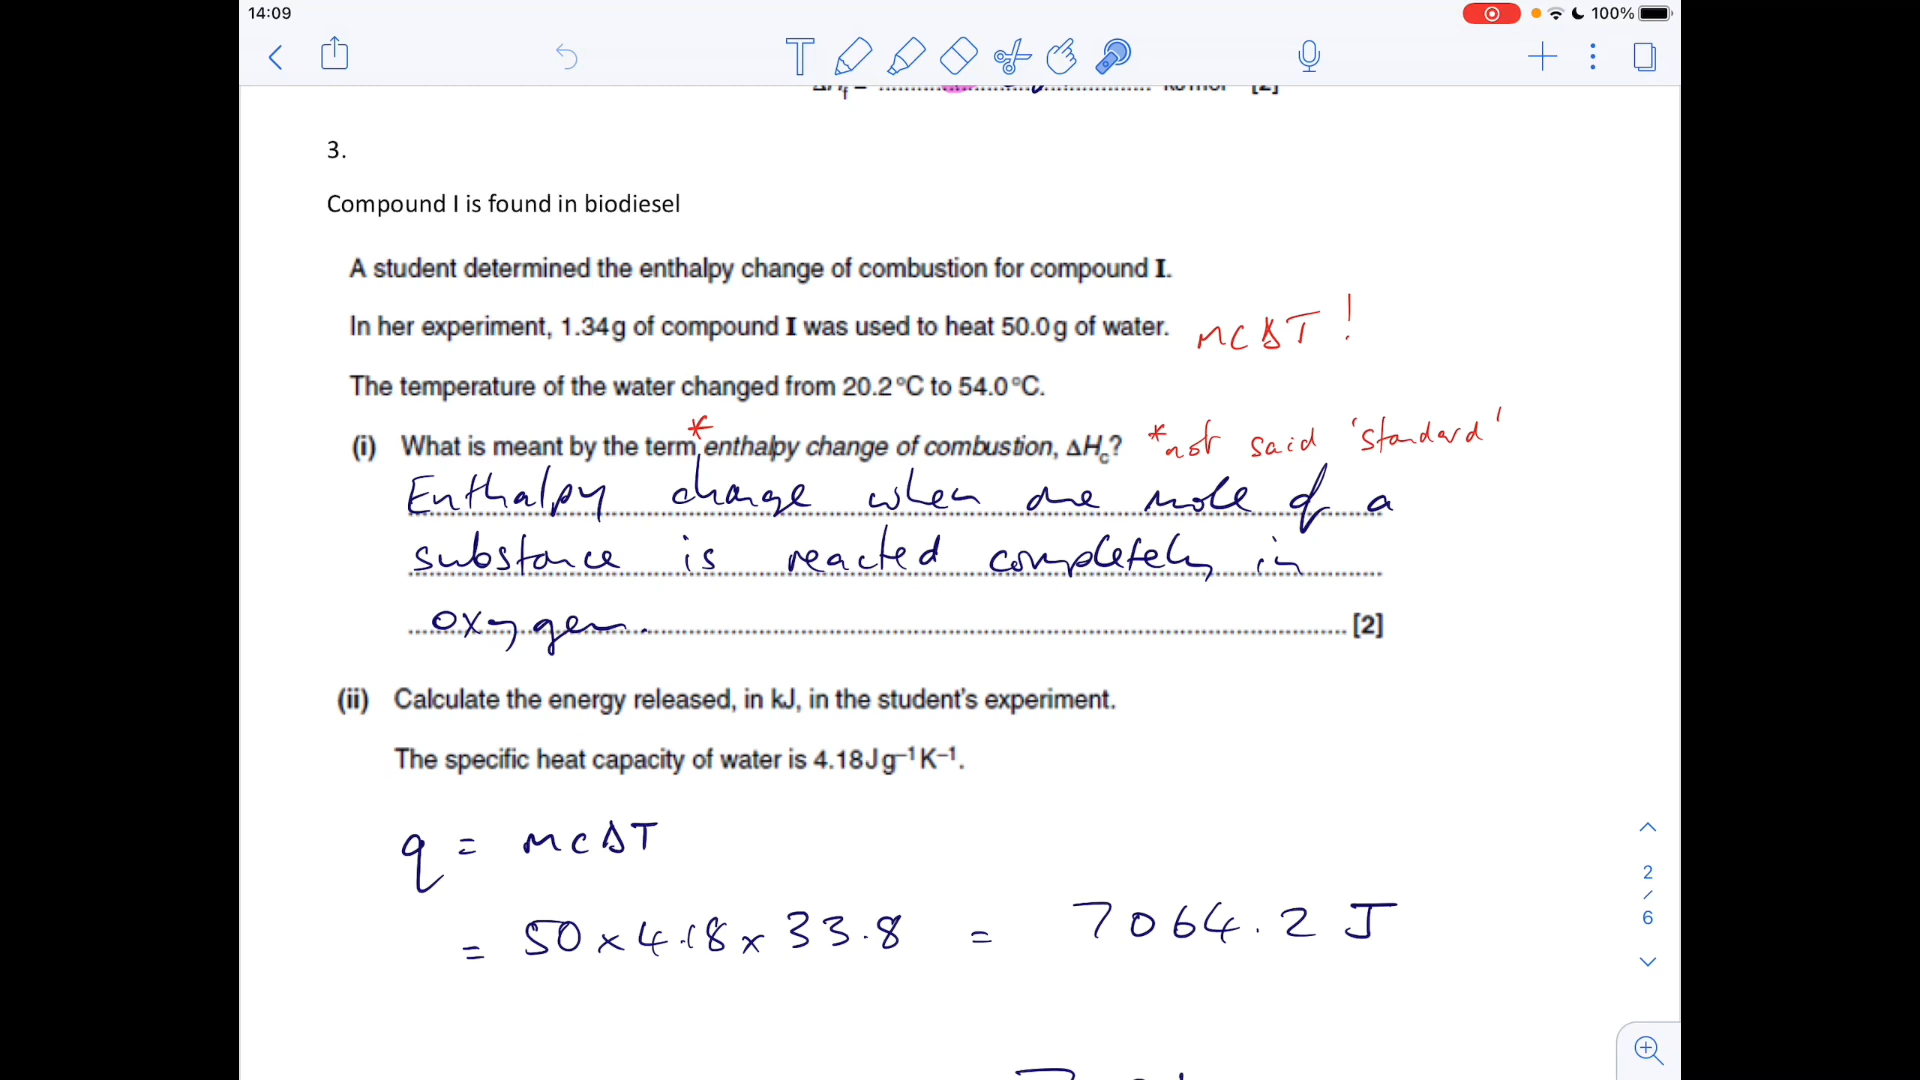 14:09
100%
3.
Compound I is found in biodiesel
A student determined the enthalpy change of combustion for compound I.
In her experiment, 1.34 g of compound I was used to heat 50.0 g of water. mcΔT !
The temperature of the water changed from 20.2 °C to 54.0 °C.
(i) What is meant by the term * enthalpy change of combustion, ΔHc? * not said 'standard'
Enthalpy change when one mole of a
substance is reacted completely in
oxygen. [2]
(ii) Calculate the energy released, in kJ, in the student's experiment.
The specific heat capacity of water is 4.18 J g⁻¹ K⁻¹.
q = mcΔT
= 50 × 4.18 × 33.8 = 7064.2 J
2
/
6